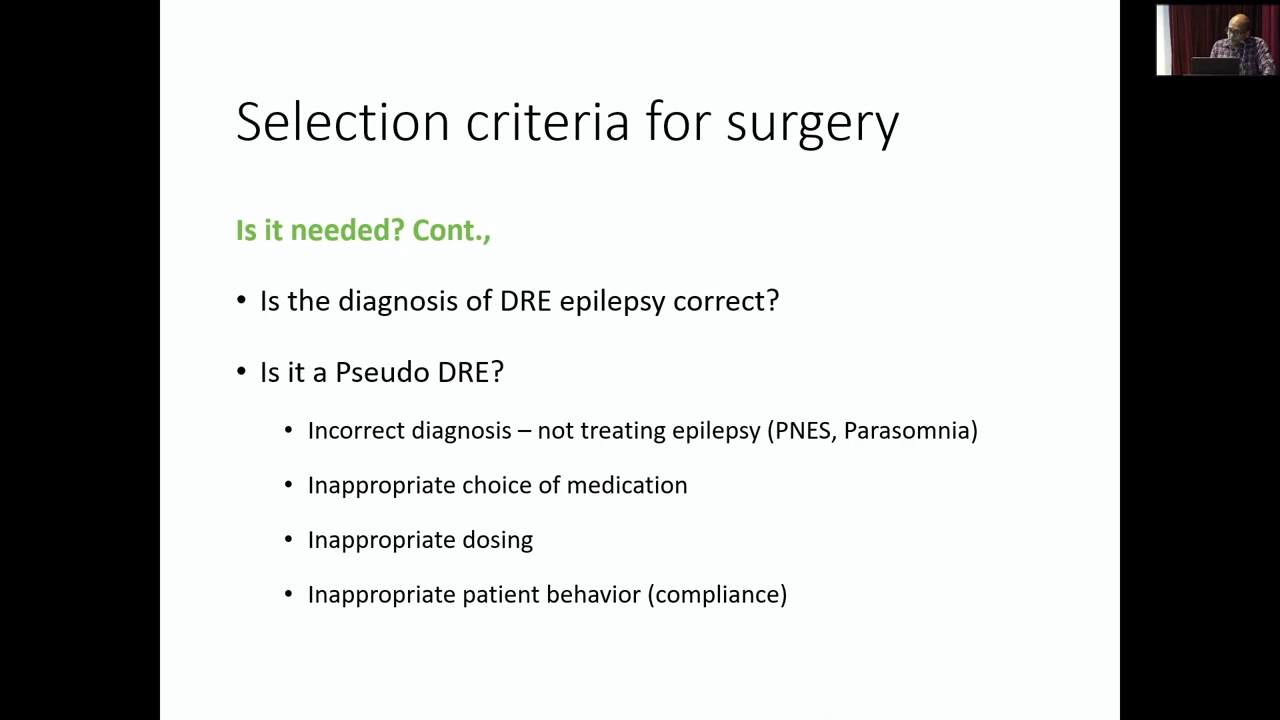 Selection criteria for surgery
Is it needed? Cont.,
• Is the diagnosis of DRE epilepsy correct?
• Is it a Pseudo DRE?
• Incorrect diagnosis – not treating epilepsy (PNES, Parasomnia)
• Inappropriate choice of medication
• Inappropriate dosing
• Inappropriate patient behavior (compliance)